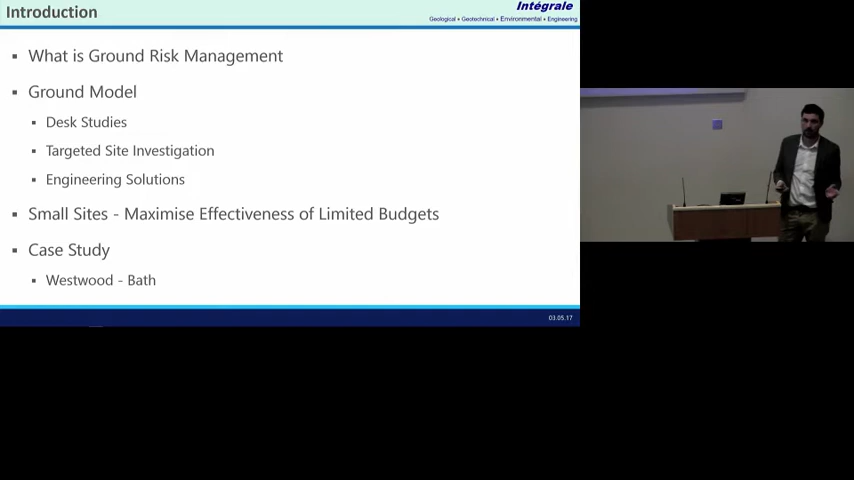 Introduction
Intégrale
Geological • Geotechnical • Environmental • Engineering
▪ What is Ground Risk Management
▪ Ground Model
▪ Desk Studies
▪ Targeted Site Investigation
▪ Engineering Solutions
▪ Small Sites - Maximise Effectiveness of Limited Budgets
▪ Case Study
▪ Westwood - Bath
03.05.17